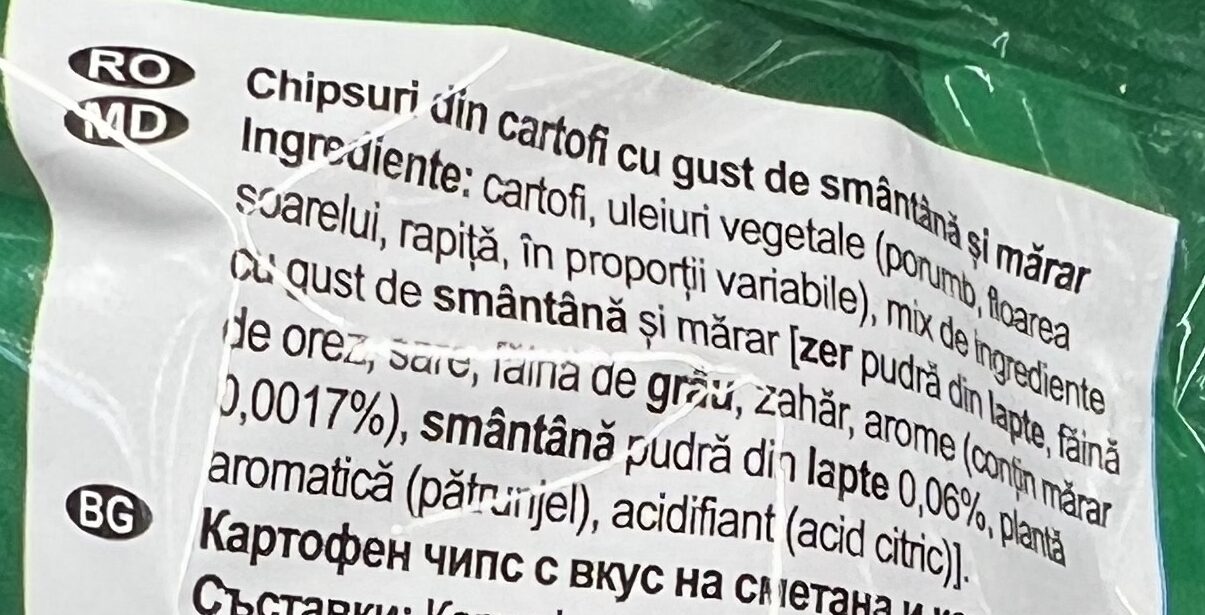 RO
MD
Chipsuri din cartofi cu gust de smântână și mărar
Ingrediente: cartofi, uleiuri vegetale (porumb, floarea
soarelui, rapiță, în proporții variabile), mix de ingrediente
cu gust de smântână și mărar [zer pudră din lapte, făină
de orez, sare, făină de grâu, zahăr, arome (conțin mărar
0,0017%), smântână pudră din lapte 0,06%, plantă
aromatică (pătrunjel), acidifiant (acid citric)].
BG
Картофен чипс с вкус на сметана и
Съставки: